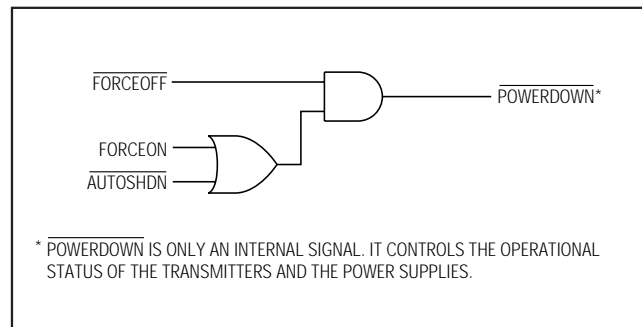 FORCEOFF
POWERDOWN*
FORCEON
AUTOSHDN
* POWERDOWN IS ONLY AN INTERNAL SIGNAL. IT CONTROLS THE OPERATIONAL
STATUS OF THE TRANSMITTERS AND THE POWER SUPPLIES.